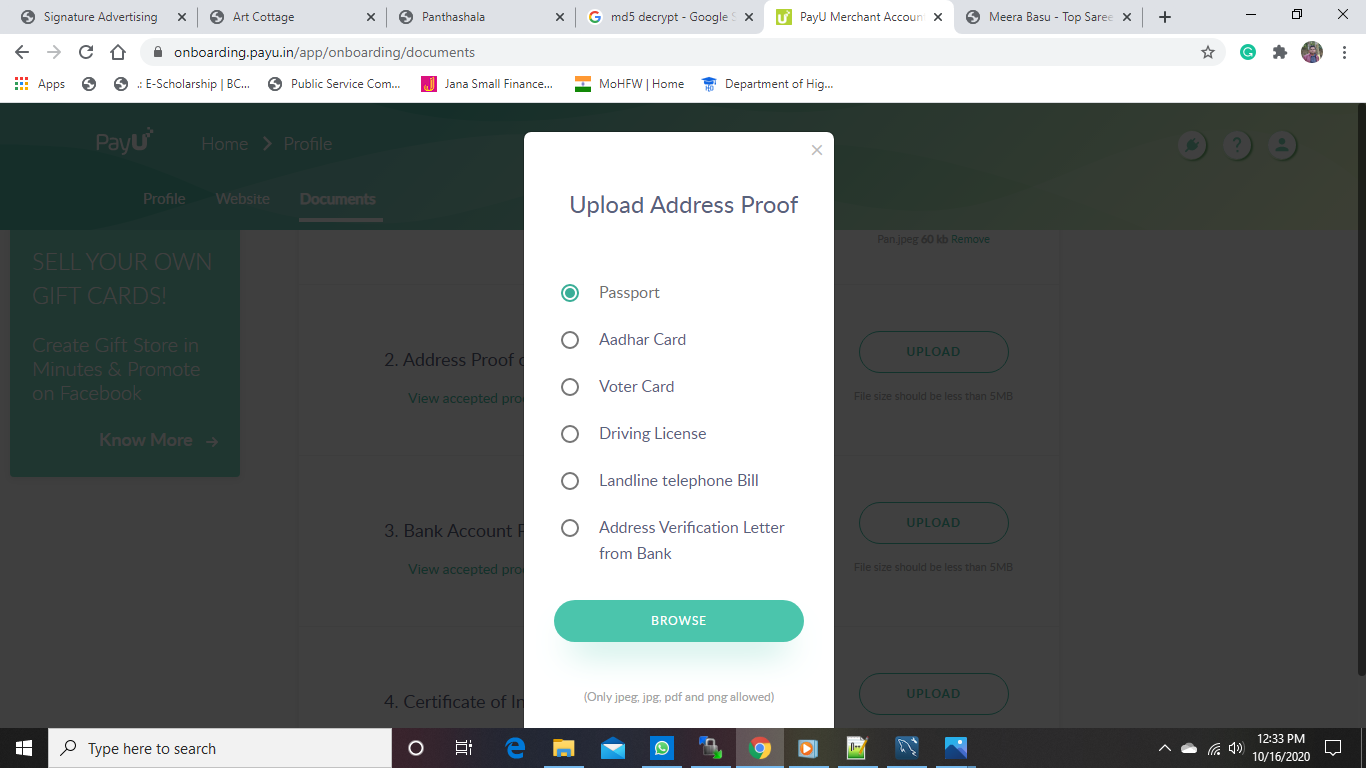 Signature Advertising
Art Cottage
Panthashala
md5 decrypt - Google S
PayU Merchant Accoun
Meera Basu - Top Saree
onboarding.payu.in/app/onboarding/documents
Apps
.: E-Scholarship | BC...
Public Service Com...
Jana Small Finance...
MoHFW | Home
Department of Hig...
PayU
Home
Profile
Profile
Website
Documents
SELL YOUR OWN
GIFT CARDS!
Create Gift Store in
Minutes & Promote
on Facebook
Know More
Pan.jpeg 60 kb Remove
2. Address Proof
View accepted
UPLOAD
File size should be less than 5MB
3. Bank Account
View accepted
UPLOAD
File size should be less than 5MB
4. Certificate of
UPLOAD
Upload Address Proof
Passport
Aadhar Card
Voter Card
Driving License
Landline telephone Bill
Address Verification Letter
from Bank
BROWSE
(Only jpeg, jpg, pdf and png allowed)
Type here to search
12:33 PM
10/16/2020